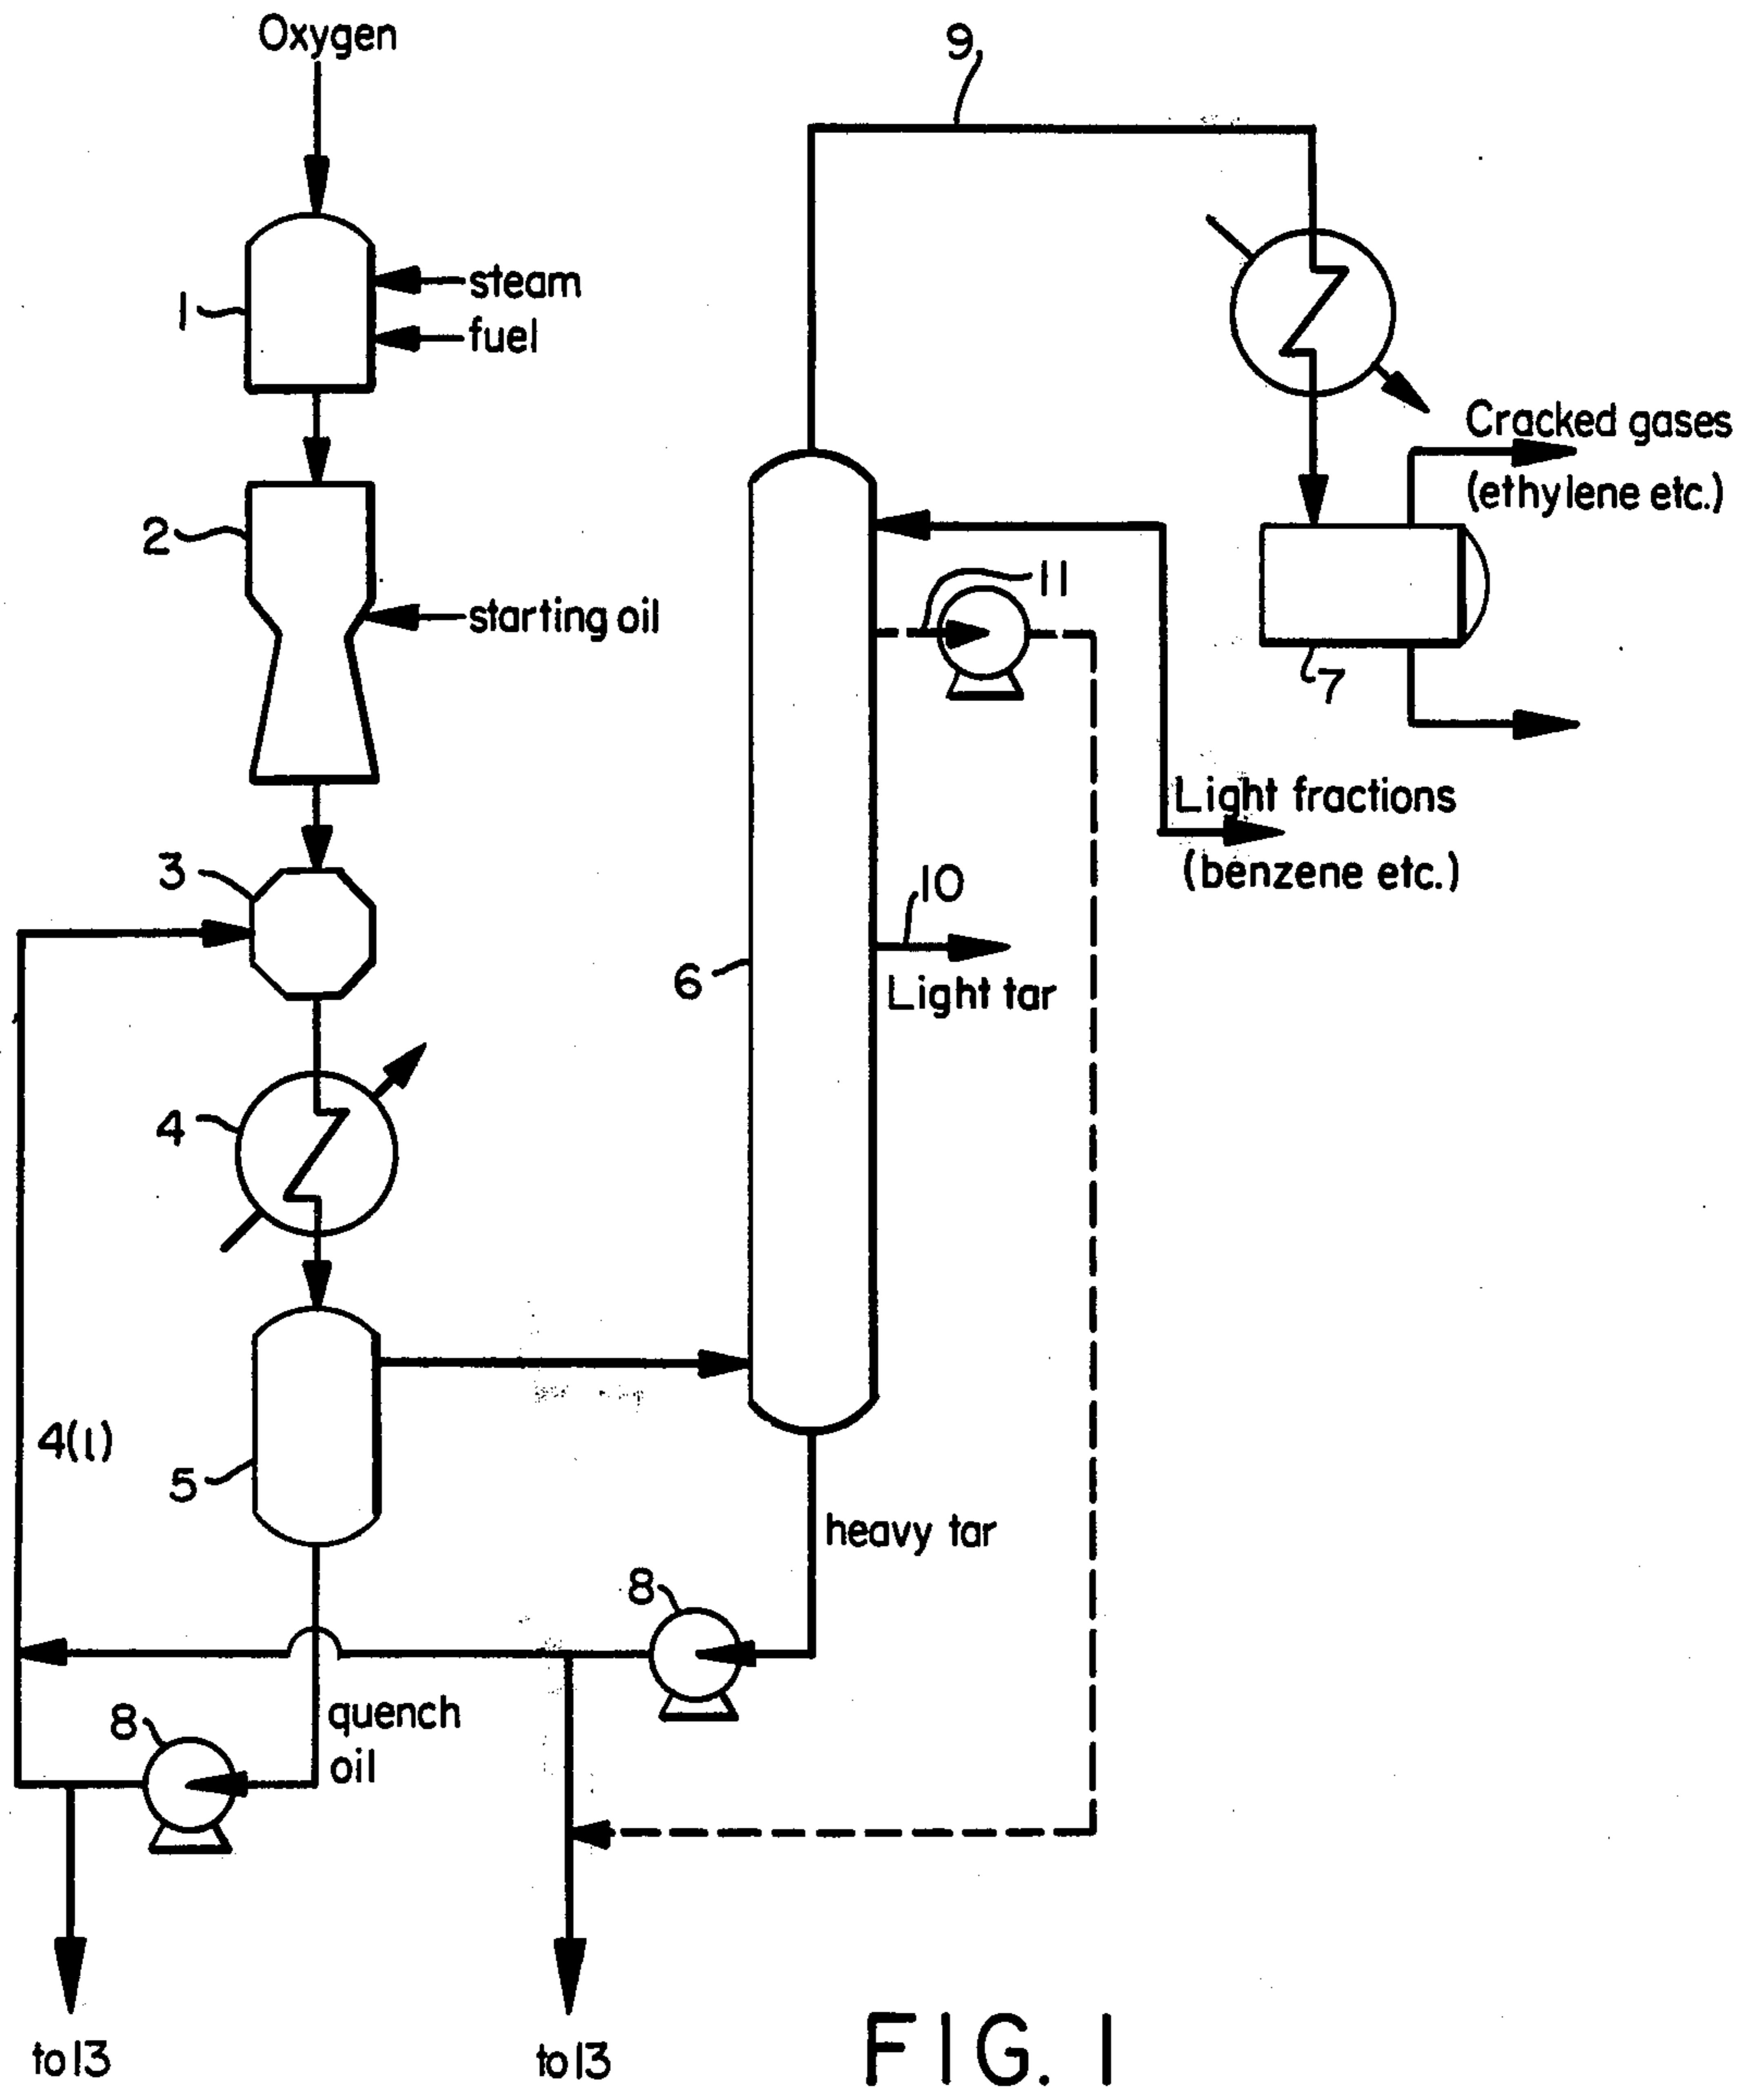 Oxygen
9
steam
1
fuel
Cracked gases
(ethylene etc.)
2
starting oil
11
7
Light fractions
(benzene etc.)
3
10
6
Light tar
4
4(1)
5
heavy tar
8
8
quench
oil
to 13
to 13
FIG. 1